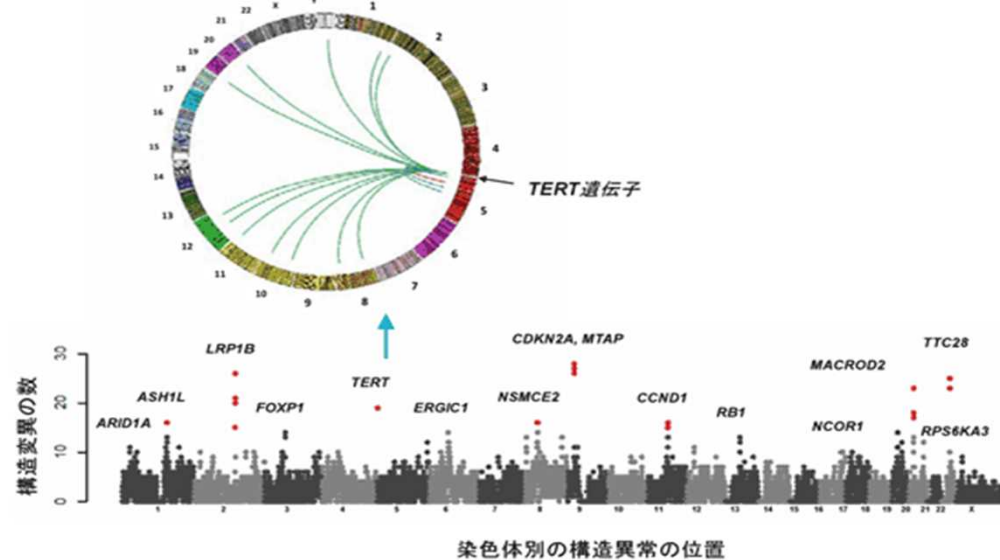 Y
X
1
22
2
21
20
3
19
18
17
16
4
15
TERT遺伝子
14
5
13
6
12
7
11
10
8
9
CDKN2A, MTAP
TTC28
LRP1B
MACROD2
30
TERT
ASH1L
NSMCE2
CCND1
FOXP1
ERGIC1
RB1
20
ARID1A
NCOR1
RPS6KA3
10
0
構造変異の数
1 2 3 4 5 6 7 8 9 10 11 12 13 14 15 16 17 18 19 20 21 22 X
染色体別の構造異常の位置